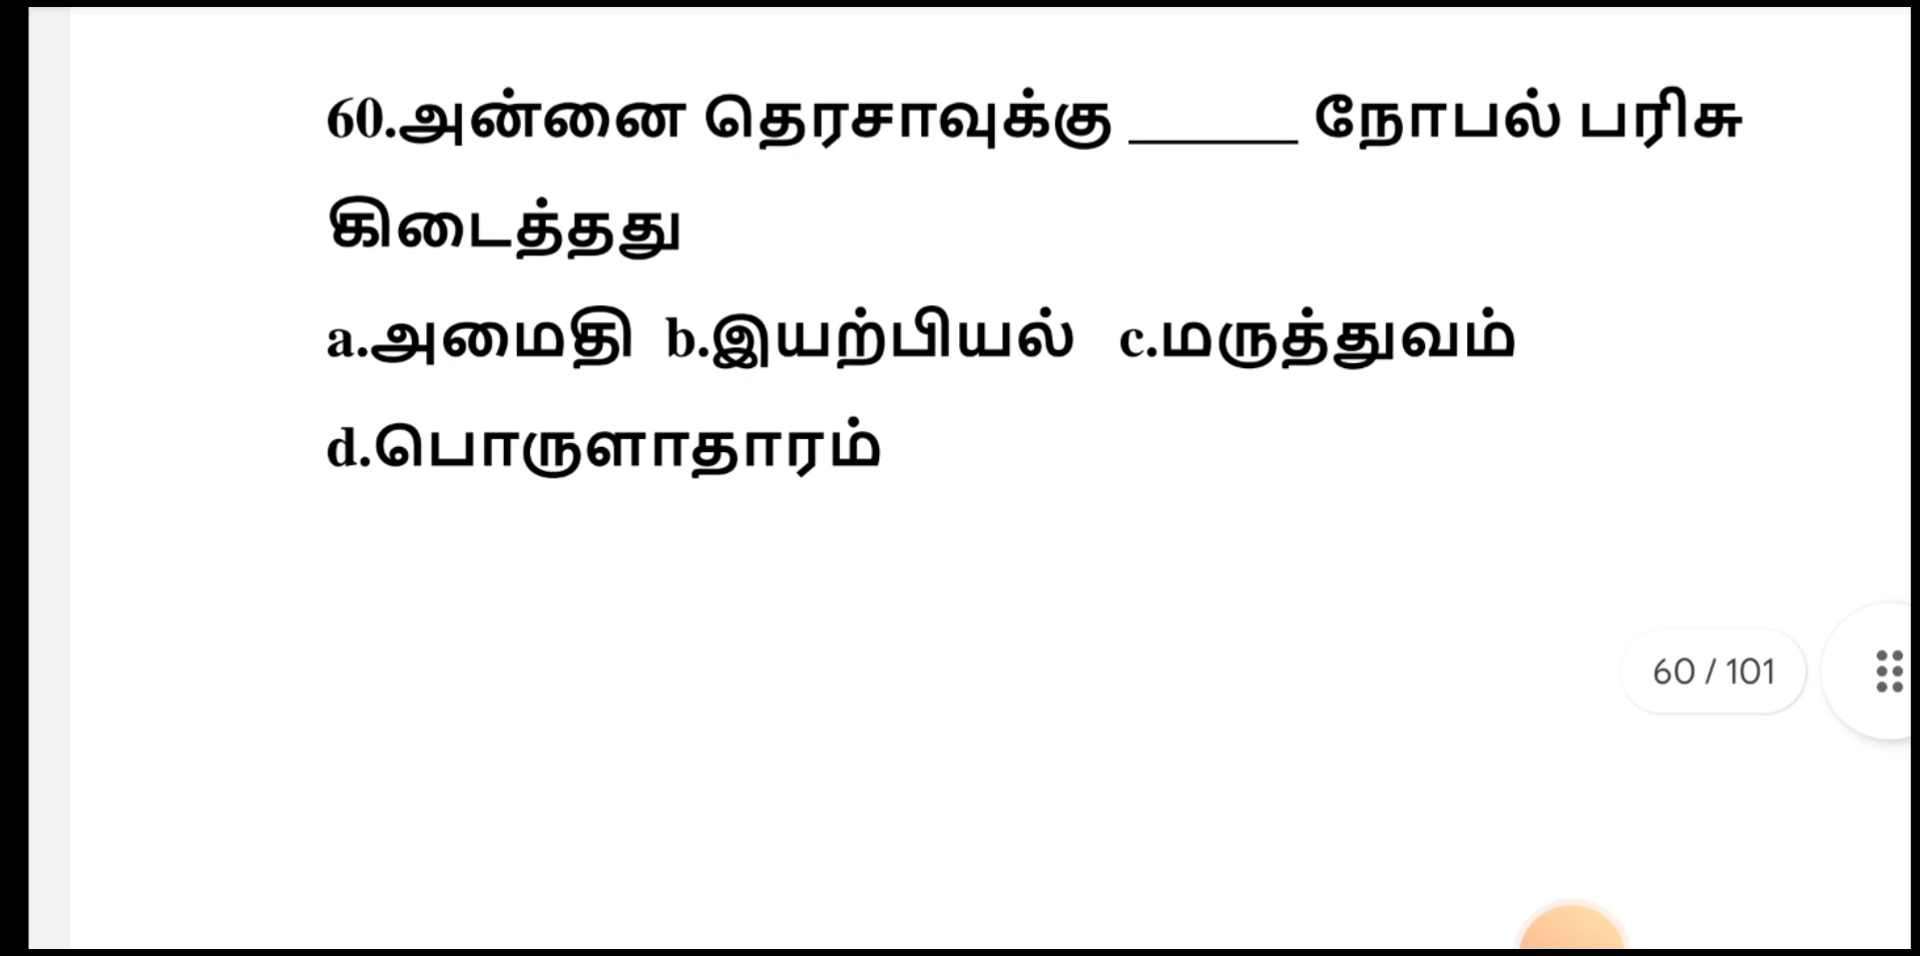 60.அன்னை தெரசாவுக்கு ______ நோபல் பரிசு
கிடைத்தது
a.அமைதி b.இயற்பியல் c.மருத்துவம்
d.பொருளாதாரம்
60 / 101